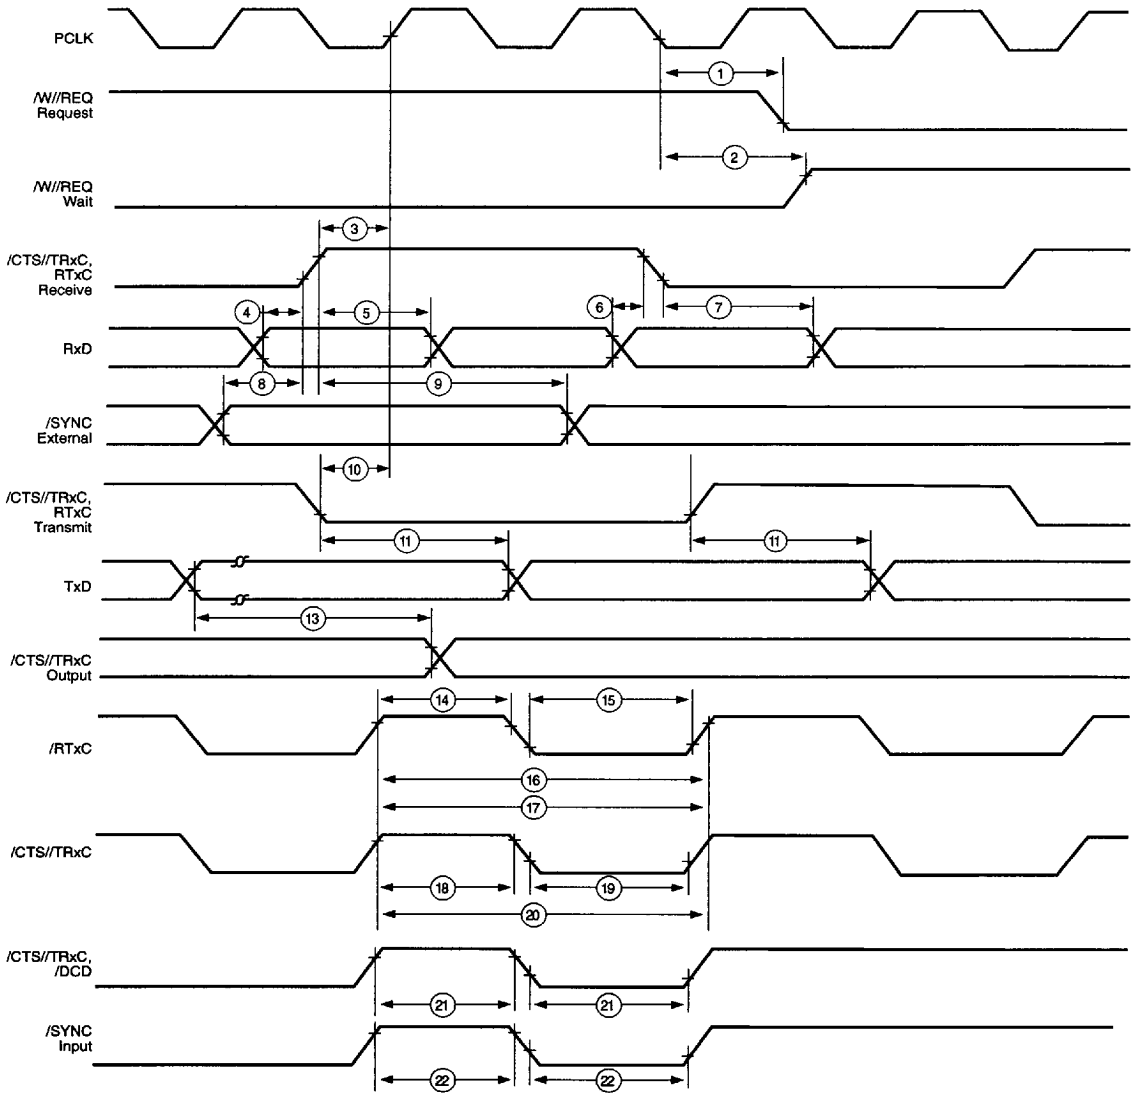 PCLK
1
/W//REQ
Request
2
/W//REQ
Wait
3
/CTS//TRxC,
RTxC
Receive
4
5
6
7
RxD
8
9
/SYNC
External
10
/CTS//TRxC,
RTxC
Transmit
11
11
TxD
13
/CTS//TRxC
Output
14
15
/RTxC
16
17
/CTS//TRxC
18
19
20
/CTS//TRxC,
/DCD
21
21
/SYNC
Input
22
22